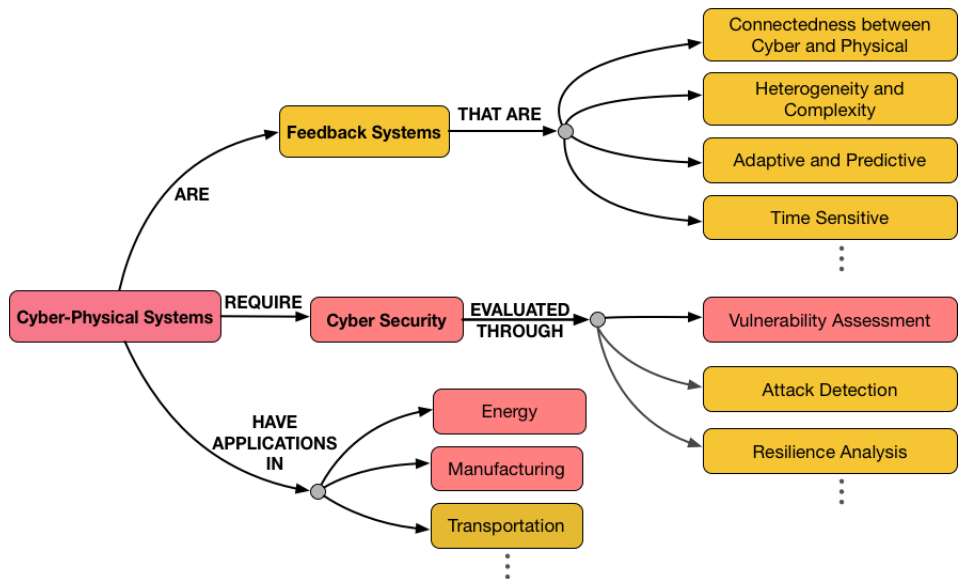 Connectedness between
Cyber and Physical
Heterogeneity and
Complexity
Feedback Systems
THAT ARE
Adaptive and Predictive
Time Sensitive
ARE
Cyber-Physical Systems
REQUIRE
Cyber Security
EVALUATED
THROUGH
Vulnerability Assessment
Attack Detection
Resilience Analysis
HAVE
APPLICATIONS
IN
Energy
Manufacturing
Transportation